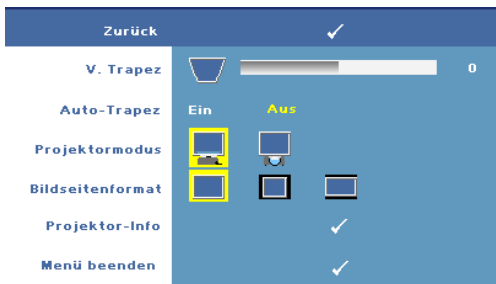 Zurück
V. Trapez 0
Auto-Trapez Ein Aus
Projektormodus
Bildseitenformat
Projektor-Info
Menü beenden